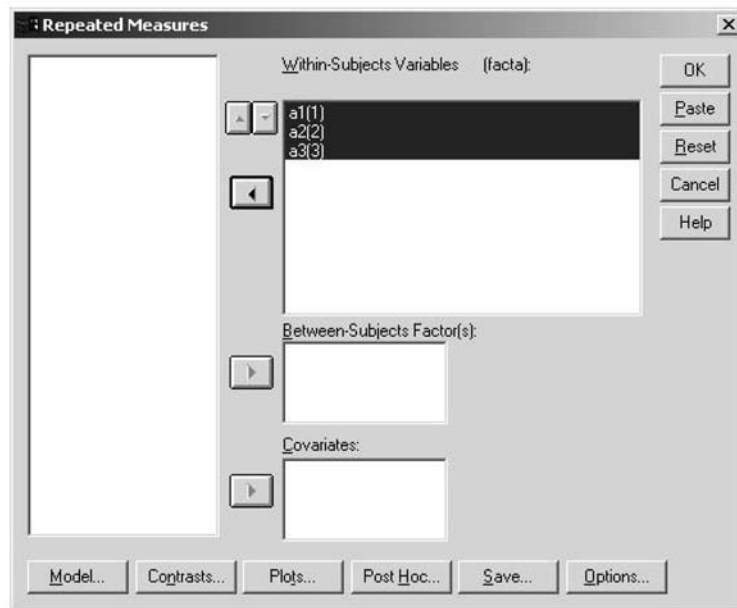 Repeated Measures
Within-Subjects Variables (facta):
a1(1)
a2(2)
a3(3)
OK
Paste
Reset
Cancel
Help
Between-Subjects Factor(s):
Covariates:
Model... Contrasts... Plots... Post Hoc... Save... Options...